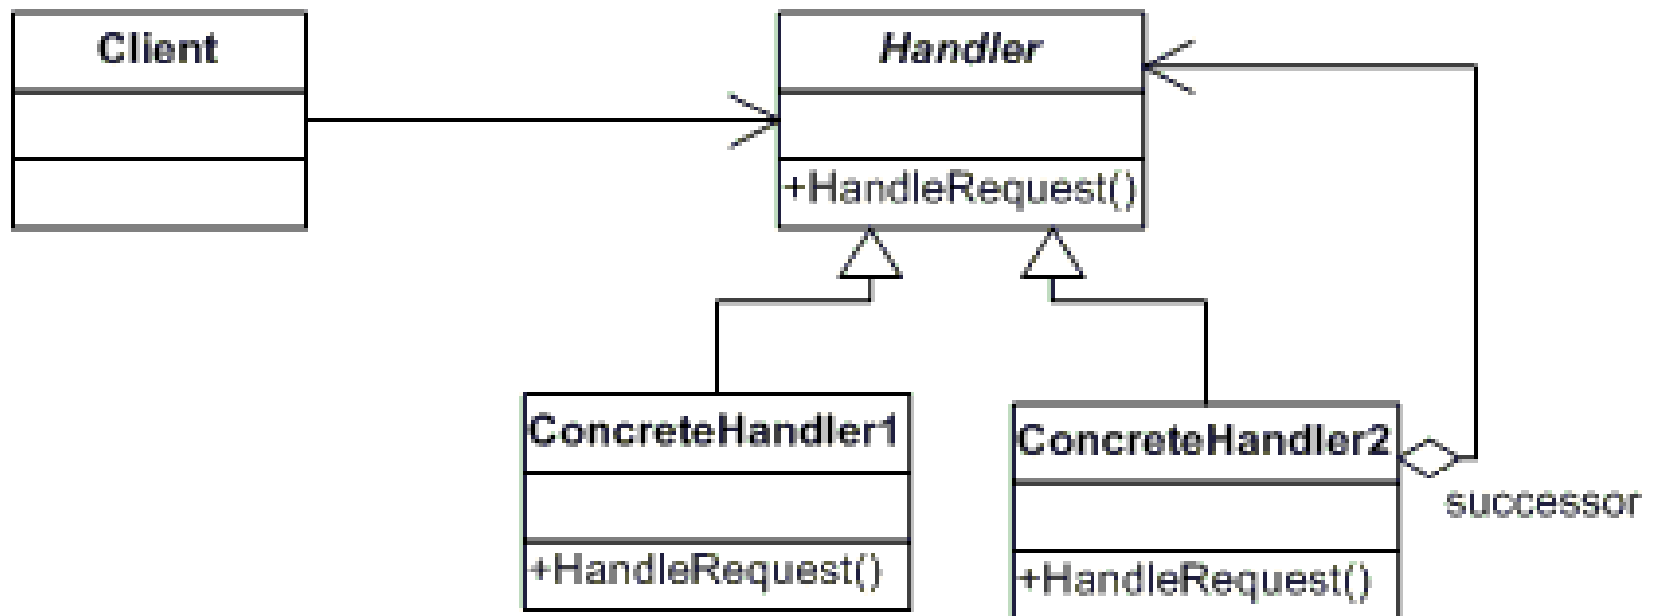 Client
Handler
+HandleRequest()
ConcreteHandler1
+HandleRequest()
ConcreteHandler2
successor
+HandleRequest()